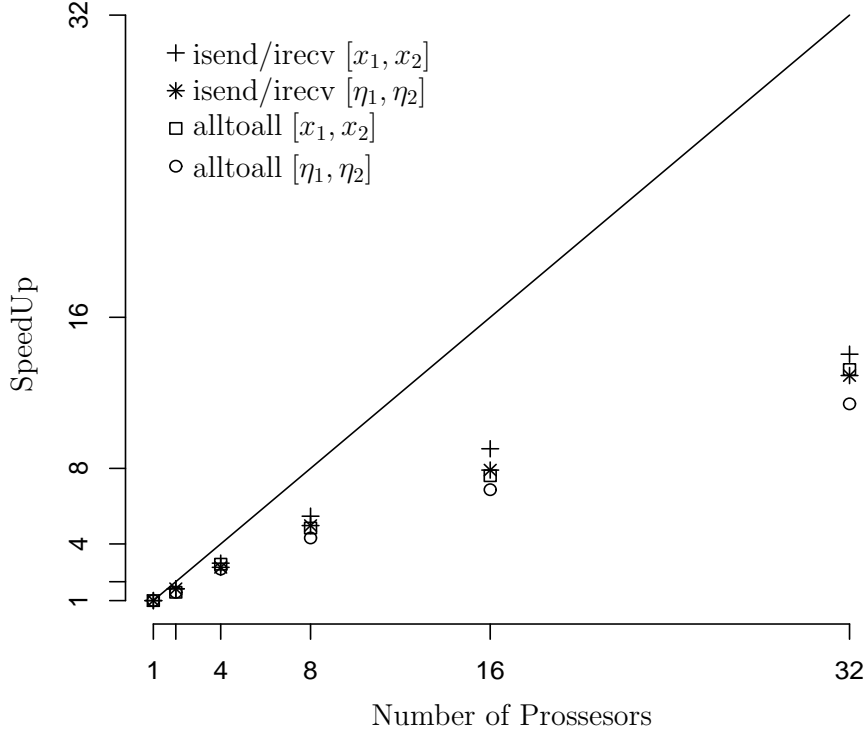 32
isend/irecv [x₁, x₂]
isend/irecv [η₁, η₂]
alltoall [x₁, x₂]
alltoall [η₁, η₂]
SpeedUp
16
8
4
1
1 4 8 16 32
Number of Prossesors